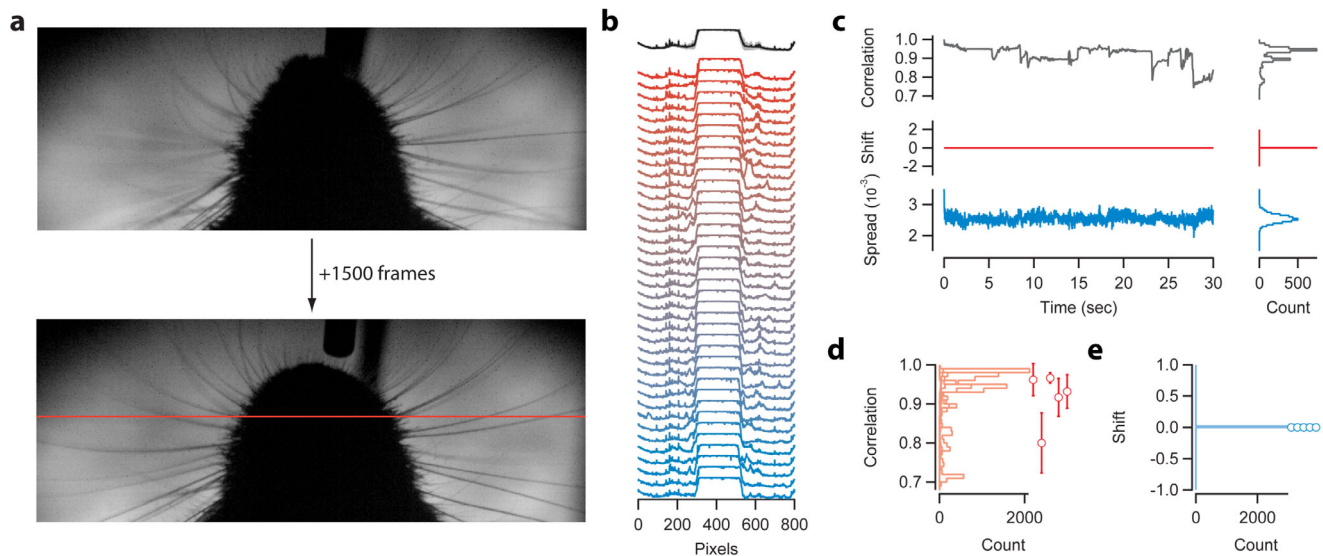 a
+1500 frames
b
0 200 400 600 800
Pixels
c
Correlation
1.0
0.9
0.8
0.7
Shift
2
0
-2
Spread (10⁻³)
3
2
0 5 10 15 20 25 30
Time (sec)
0 500
Count
d
Correlation
1.0
0.9
0.8
0.7
0 2000
Count
e
Shift
1.0
0.5
0.0
-0.5
-1.0
0 2000
Count